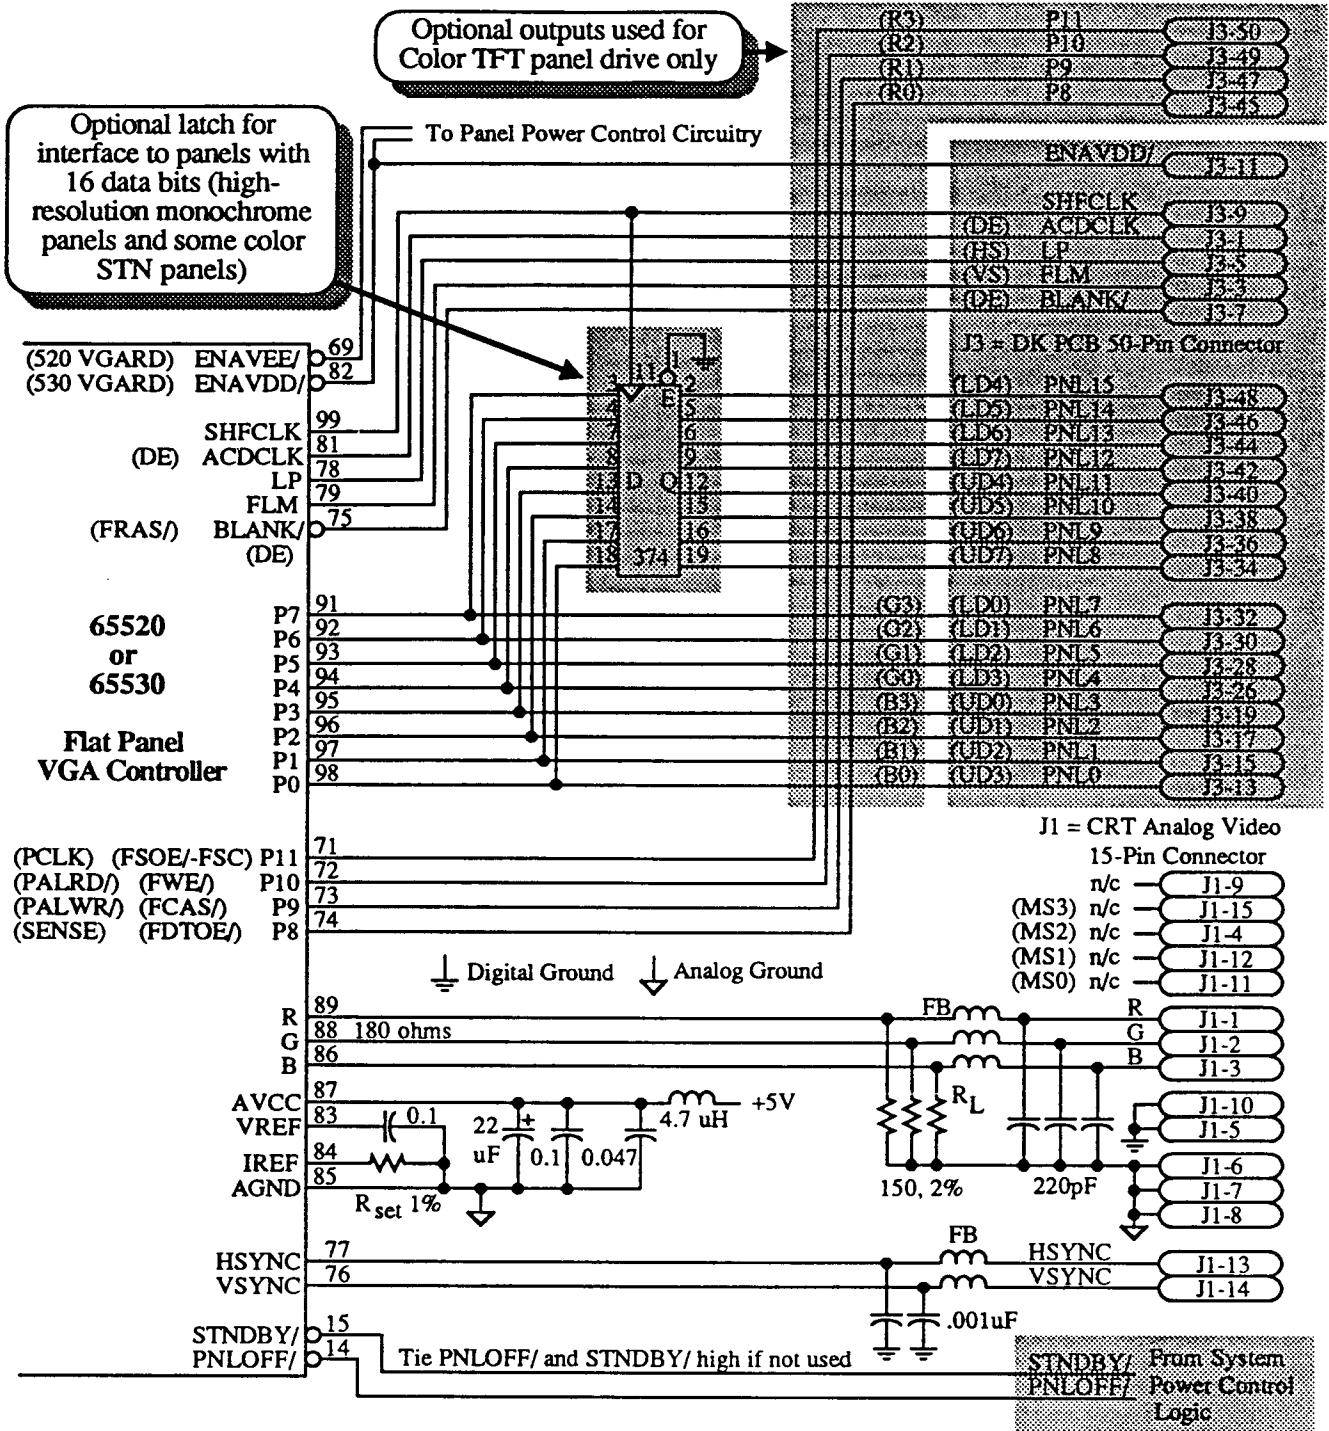 Optional outputs used for
Color TFT panel drive only
(R3) P11 J3-50
(R2) P10 J3-49
(R1) P9 J3-47
(R0) P8 J3-45
Optional latch for
interface to panels with
16 data bits (high-
resolution monochrome
panels and some color
STN panels)
To Panel Power Control Circuitry
ENAVDD/ J3-11
SHFCLK J3-9
(DE) ACDCLK J3-1
(HS) LP J3-5
(VS) FLM J3-3
(DE) BLANK/ J3-7
J3 = DK PCB 50-Pin Connector
(520 VGARD) ENAVEE/ 69
(530 VGARD) ENAVDD/ 82
SHFCLK 99
(DE) ACDCLK 81
LP 78
FLM 79
(FRAS/) BLANK/ 75
(DE)
11 1
3 E 2 (LD4) PNL15 J3-48
4 5 (LD5) PNL14 J3-46
7 6 (LD6) PNL13 J3-44
8 9 (LD7) PNL12 J3-42
13 D Q 12 (UD4) PNL11 J3-40
14 15 (UD5) PNL10 J3-38
17 16 (UD6) PNL9 J3-36
18 374 19 (UD7) PNL8 J3-34
65520
or
65530
Flat Panel
VGA Controller
P7 91 (G3) (LD0) PNL7 J3-32
P6 92 (G2) (LD1) PNL6 J3-30
P5 93 (G1) (LD2) PNL5 J3-28
P4 94 (G0) (LD3) PNL4 J3-26
P3 95 (B3) (UD0) PNL3 J3-19
P2 96 (B2) (UD1) PNL2 J3-17
P1 97 (B1) (UD2) PNL1 J3-15
P0 98 (B0) (UD3) PNL0 J3-13
(PCLK) (FSOE/-FSC) P11 71
(PALRD/) (FWE/) P10 72
(PALWR/) (FCAS/) P9 73
(SENSE) (FDTOE/) P8 74
J1 = CRT Analog Video
15-Pin Connector
n/c J1-9
(MS3) n/c J1-15
(MS2) n/c J1-4
(MS1) n/c J1-12
(MS0) n/c J1-11
Digital Ground Analog Ground
R 89 FB R J1-1
G 88 180 ohms G J1-2
B 86 B J1-3
AVCC 87 4.7 uH +5V
VREF 83 0.1
IREF 84
AGND 85
Rset 1%
22
uF 0.1 0.047
RL
150, 2% 220pF
J1-10
J1-5
J1-6
J1-7
J1-8
HSYNC 77 FB HSYNC J1-13
VSYNC 76 VSYNC J1-14
.001uF
STNDBY/ 15
PNLOFF/ 14
Tie PNLOFF/ and STNDBY/ high if not used
STNDBY/ From System
PNLOFF/ Power Control
Logic